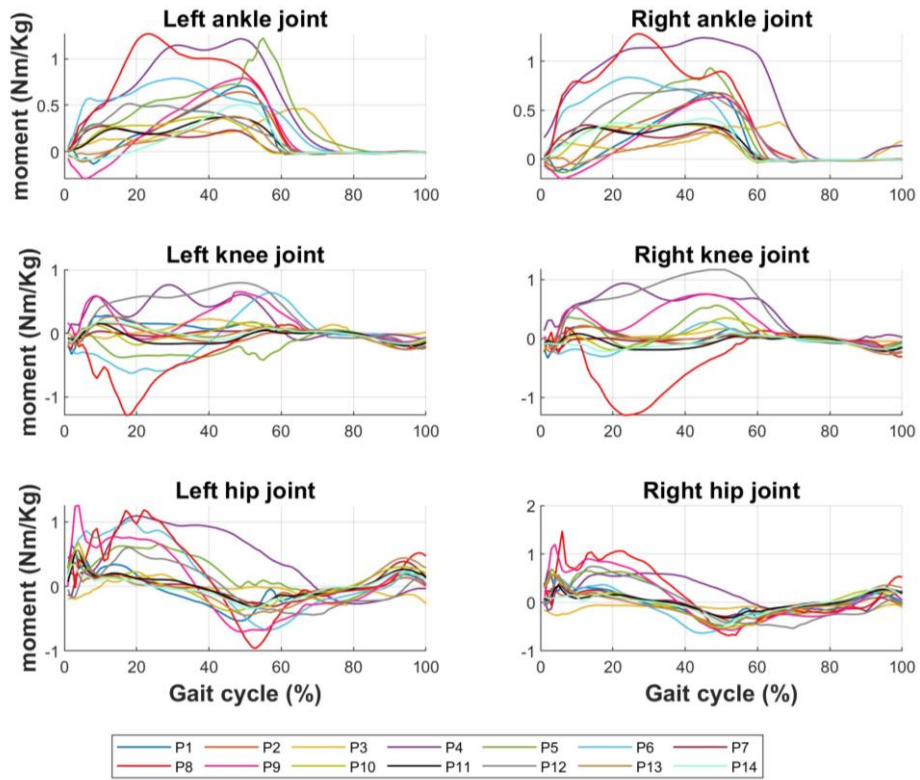 Left ankle joint
Right ankle joint
moment (Nm/Kg)
1
0.5
0
0 20 40 60 80 100
1
0.5
0
0 20 40 60 80 100
Left knee joint
Right knee joint
moment (Nm/Kg)
1
0
-1
0 20 40 60 80 100
1
0
-1
0 20 40 60 80 100
Left hip joint
Right hip joint
moment (Nm/Kg)
1
0
-1
0 20 40 60 80 100
2
1
0
-1
0 20 40 60 80 100
Gait cycle (%)
Gait cycle (%)
P1 P2 P3 P4 P5 P6 P7
P8 P9 P10 P11 P12 P13 P14